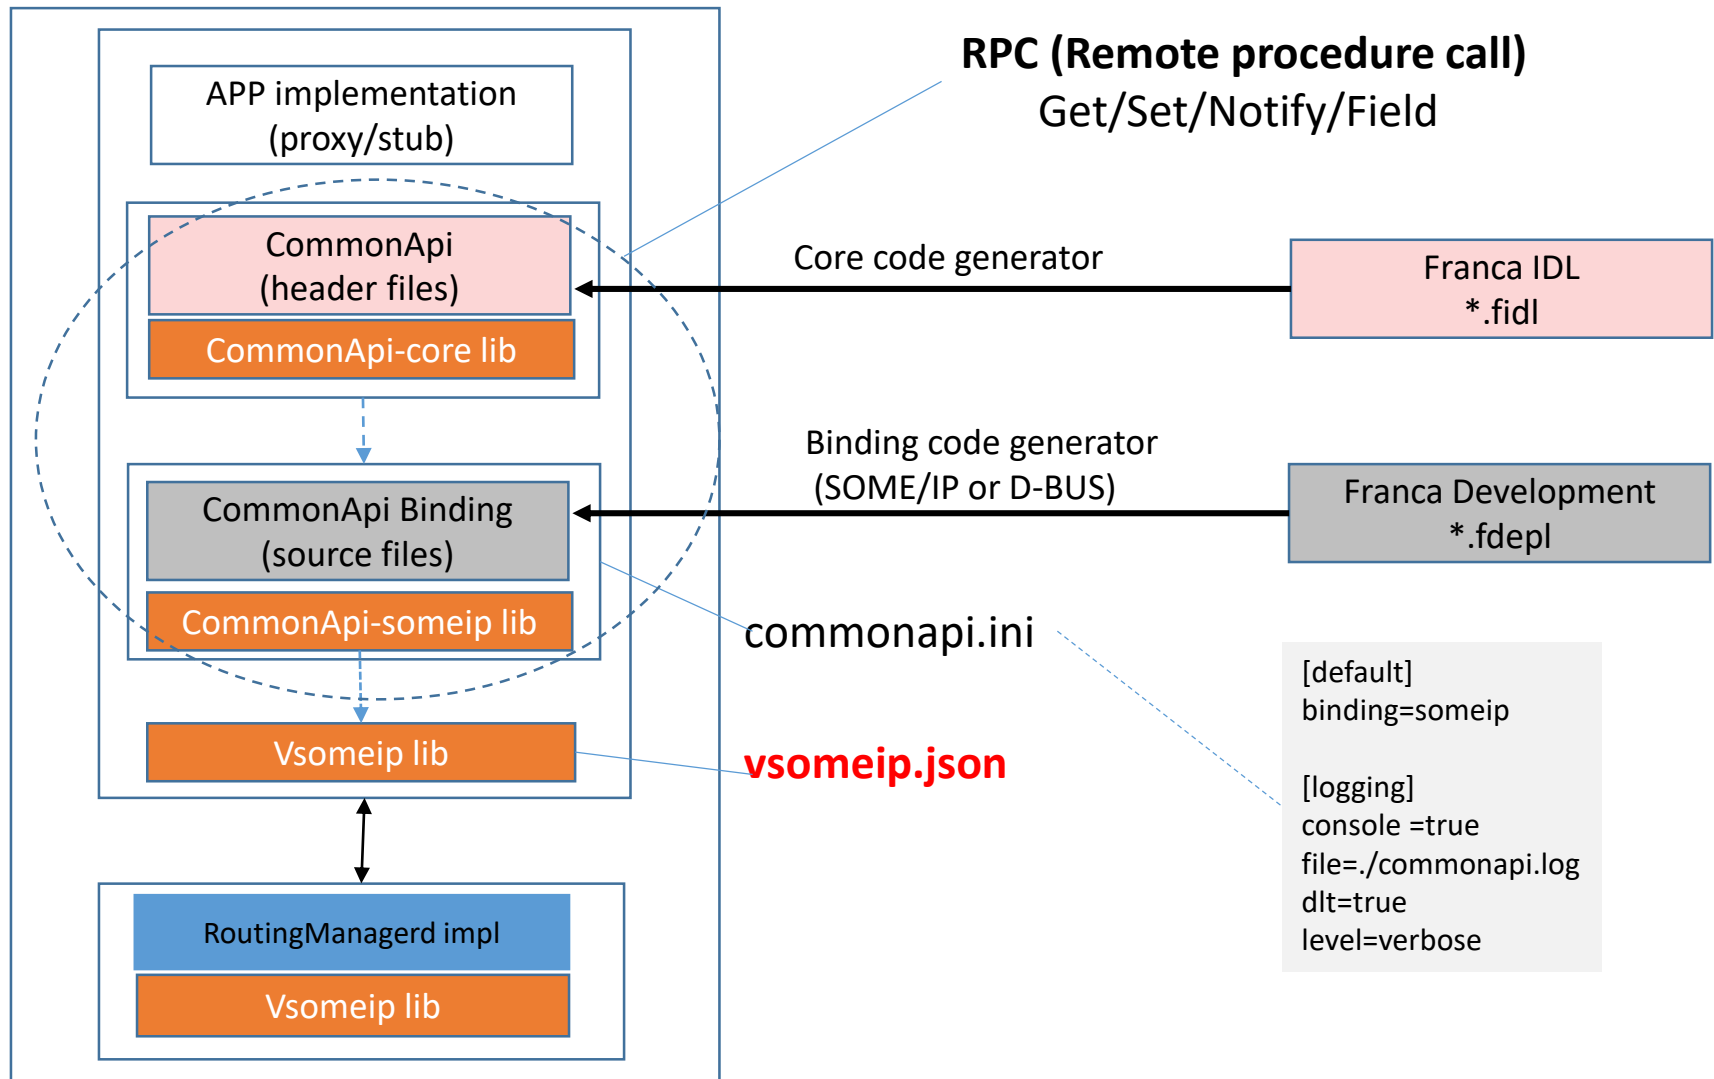 RPC (Remote procedure call)
Get/Set/Notify/Field
APP implementation
(proxy/stub)
CommonApi
(header files)
CommonApi-core lib
Core code generator
Franca IDL
*.fidl
Binding code generator
(SOME/IP or D-BUS)
CommonApi Binding
(source files)
CommonApi-someip lib
Franca Development
*.fdepl
commonapi.ini
[default]
binding=someip
[logging]
console =true
file=./commonapi.log
dlt=true
level=verbose
Vsomeip lib
vsomeip.json
RoutingManagerd impl
Vsomeip lib